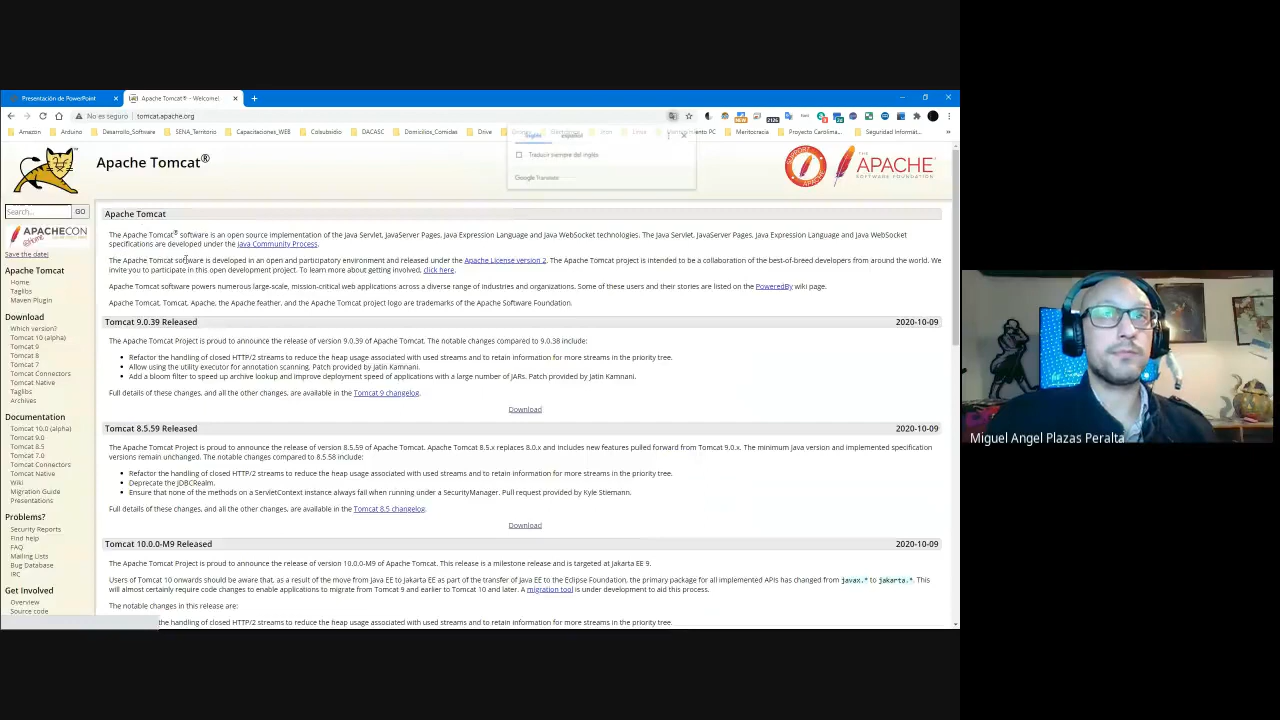 Presentación de PowerPoint
Apache Tomcat® - Welcome!
No es seguro
tomcat.apache.org
Amazon
Arduino
Desarrollo_Software
SENA_Territorio
Capacitaciones_WEB
Colsubsidio
DACASC
Domicilios_Comidas
Drive
Meritocracia
Proyecto Carolina...
Seguridad Informát...
»
inglés
español
Traducir siempre del inglés
Google Translate
Apache Tomcat®
THE
APACHE
SOFTWARE FOUNDATION
Search...
GO
APACHECON
@home
Save the date!
Apache Tomcat
Home
Taglibs
Maven Plugin
Download
Which version?
Tomcat 10 (alpha)
Tomcat 9
Tomcat 8
Tomcat 7
Tomcat Connectors
Tomcat Native
Taglibs
Archives
Documentation
Tomcat 10.0 (alpha)
Tomcat 9.0
Tomcat 8.5
Tomcat 7.0
Tomcat Connectors
Tomcat Native
Wiki
Migration Guide
Presentations
Problems?
Security Reports
Find help
FAQ
Mailing Lists
Bug Database
IRC
Get Involved
Overview
Source code
Apache Tomcat
The Apache Tomcat® software is an open source implementation of the Java Servlet, JavaServer Pages, Java Expression Language and Java WebSocket technologies. The Java Servlet, JavaServer Pages, Java Expression Language and Java WebSocket
specifications are developed under the Java Community Process.
The Apache Tomcat software is developed in an open and participatory environment and released under the Apache License version 2. The Apache Tomcat project is intended to be a collaboration of the best-of-breed developers from around the world. We
invite you to participate in this open development project. To learn more about getting involved, click here.
Apache Tomcat software powers numerous large-scale, mission-critical web applications across a diverse range of industries and organizations. Some of these users and their stories are listed on the PoweredBy wiki page.
Apache Tomcat, Tomcat, Apache, the Apache feather, and the Apache Tomcat project logo are trademarks of the Apache Software Foundation.
Tomcat 9.0.39 Released 2020-10-09
The Apache Tomcat Project is proud to announce the release of version 9.0.39 of Apache Tomcat. The notable changes compared to 9.0.38 include:
• Refactor the handling of closed HTTP/2 streams to reduce the heap usage associated with used streams and to retain information for more streams in the priority tree.
• Allow using the utility executor for annotation scanning. Patch provided by Jatin Kamnani.
• Add a bloom filter to speed up archive lookup and improve deployment speed of applications with a large number of JARs. Patch provided by Jatin Kamnani.
Full details of these changes, and all the other changes, are available in the Tomcat 9 changelog.
Download
Tomcat 8.5.59 Released 2020-10-09
The Apache Tomcat Project is proud to announce the release of version 8.5.59 of Apache Tomcat. Apache Tomcat 8.5.x replaces 8.0.x and includes new features pulled forward from Tomcat 9.0.x. The minimum Java version and implemented specification
versions remain unchanged. The notable changes compared to 8.5.58 include:
• Refactor the handling of closed HTTP/2 streams to reduce the heap usage associated with used streams and to retain information for more streams in the priority tree.
• Deprecate the JDBCRealm.
• Ensure that none of the methods on a ServletContext instance always fail when running under a SecurityManager. Pull request provided by Kyle Stiemann.
Full details of these changes, and all the other changes, are available in the Tomcat 8.5 changelog.
Download
Tomcat 10.0.0-M9 Released 2020-10-09
The Apache Tomcat Project is proud to announce the release of version 10.0.0-M9 of Apache Tomcat. This release is a milestone release and is targeted at Jakarta EE 9.
Users of Tomcat 10 onwards should be aware that, as a result of the move from Java EE to Jakarta EE as part of the transfer of Java EE to the Eclipse Foundation, the primary package for all implemented APIs has changed from javax.* to jakarta.*. This
will almost certainly require code changes to enable applications to migrate from Tomcat 9 and earlier to Tomcat 10 and later. A migration tool is under development to aid this process.
The notable changes in this release are:
the handling of closed HTTP/2 streams to reduce the heap usage associated with used streams and to retain information for more streams in the priority tree.
Miguel Angel Plazas Peralta